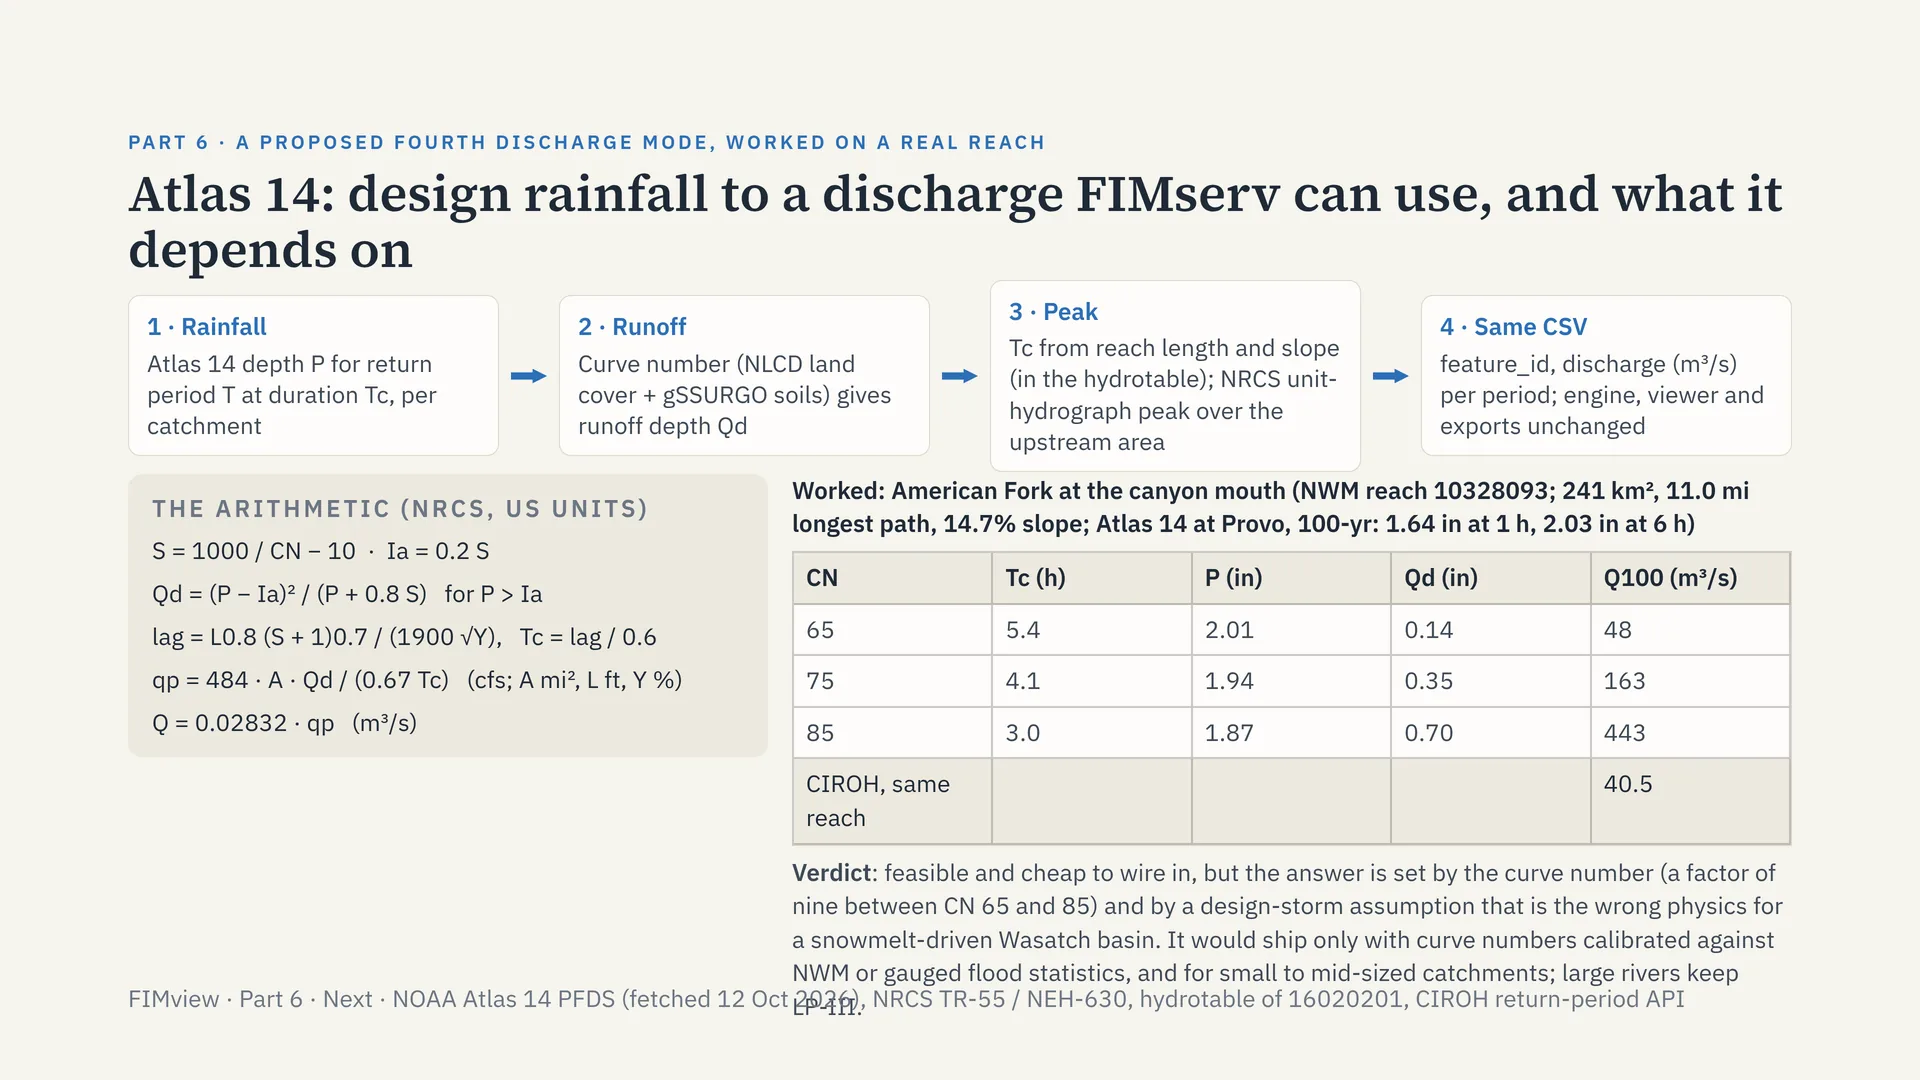 PART 6 · A PROPOSED FOURTH DISCHARGE MODE, WORKED ON A REAL REACH
Atlas 14: design rainfall to a discharge FIMserv can use, and what it
depends on
1 · Rainfall
Atlas 14 depth P for return
period T at duration Tc, per
catchment
2 · Runoff
Curve number (NLCD land
cover + gSSURGO soils) gives
runoff depth Qd
3 · Peak
Tc from reach length and slope
(in the hydrotable); NRCS unit-
hydrograph peak over the
upstream area
4 · Same CSV
feature_id, discharge (m³/s)
per period; engine, viewer and
exports unchanged
THE ARITHMETIC (NRCS, US UNITS)
S = 1000 / CN − 10 · Ia = 0.2 S
Qd = (P − Ia)² / (P + 0.8 S) for P > Ia
lag = L0.8 (S + 1)0.7 / (1900 √Y), Tc = lag / 0.6
qp = 484 · A · Qd / (0.67 Tc) (cfs; A mi², L ft, Y %)
Q = 0.02832 · qp (m³/s)
Worked: American Fork at the canyon mouth (NWM reach 10328093; 241 km², 11.0 mi
longest path, 14.7% slope; Atlas 14 at Provo, 100-yr: 1.64 in at 1 h, 2.03 in at 6 h)
CN Tc (h) P (in) Qd (in) Q100 (m³/s)
65 5.4 2.01 0.14 48
75 4.1 1.94 0.35 163
85 3.0 1.87 0.70 443
CIROH, same 40.5
reach
Verdict: feasible and cheap to wire in, but the answer is set by the curve number (a factor of
nine between CN 65 and 85) and by a design-storm assumption that is the wrong physics for
a snowmelt-driven Wasatch basin. It would ship only with curve numbers calibrated against
NWM or gauged flood statistics, and for small to mid-sized catchments; large rivers keep
LP-III.
FIMview · Part 6 · Next · NOAA Atlas 14 PFDS (fetched 12 Oct 2026), NRCS TR-55 / NEH-630, hydrotable of 16020201, CIROH return-period API